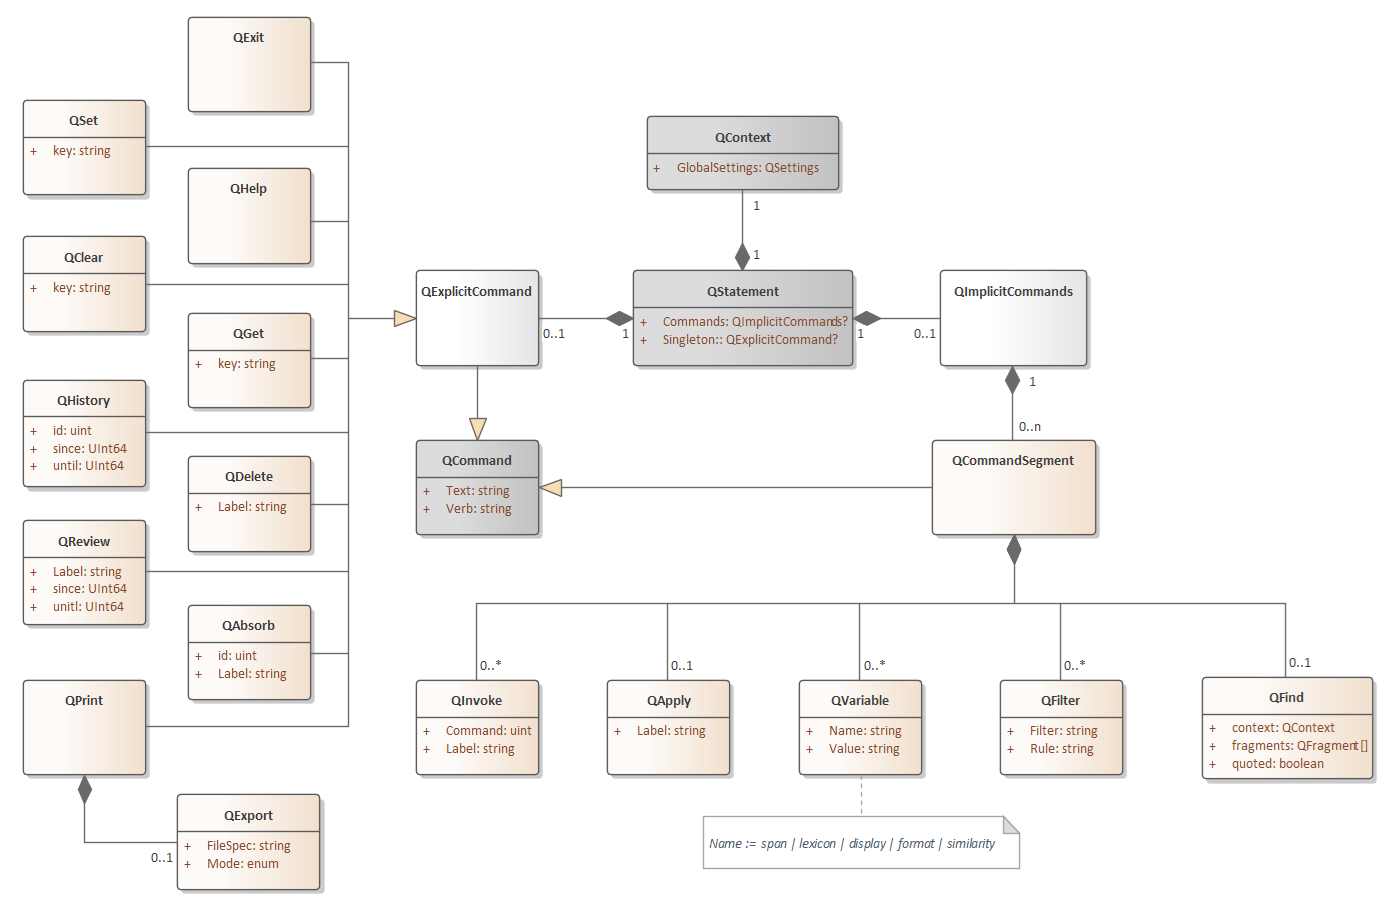 QExit
QSet
+ key: string
QHelp
QClear
+ key: string
QGet
+ key: string
QHistory
+ id: uint
+ since: UInt64
+ until: UInt64
QDelete
+ Label: string
QReview
+ Label: string
+ since: UInt64
+ unitl: UInt64
QAbsorb
+ id: uint
+ Label: string
QPrint
QExport
+ FileSpec: string
+ Mode: enum
0..1
QContext
+ GlobalSettings: QSettings
1
1
QExplicitCommand
0..1
1
QStatement
+ Commands: QImplicitCommands?
+ Singleton:: QExplicitCommand?
1
0..1
QImplicitCommands
1
0..n
QCommand
+ Text: string
+ Verb: string
QCommandSegment
0..*
0..1
0..*
0..*
0..1
QInvoke
+ Command: uint
+ Label: string
QApply
+ Label: string
QVariable
+ Name: string
+ Value: string
QFilter
+ Filter: string
+ Rule: string
QFind
+ context: QContext
+ fragments: QFragment[]
+ quoted: boolean
Name := span | lexicon | display | format | similarity